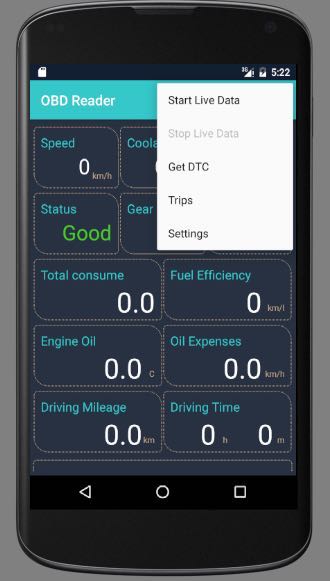 3G 5:22
OBD Reader
Start Live Data
Stop Live Data
Get DTC
Trips
Settings
Speed
0 km/h
Coola
Status
Good
Gear
Total consume
0.0
Fuel Efficiency
0 km/l
Engine Oil
0.0 C
Oil Expenses
0.0 km/h
Driving Mileage
0.0 km
Driving Time
0 h 0 m